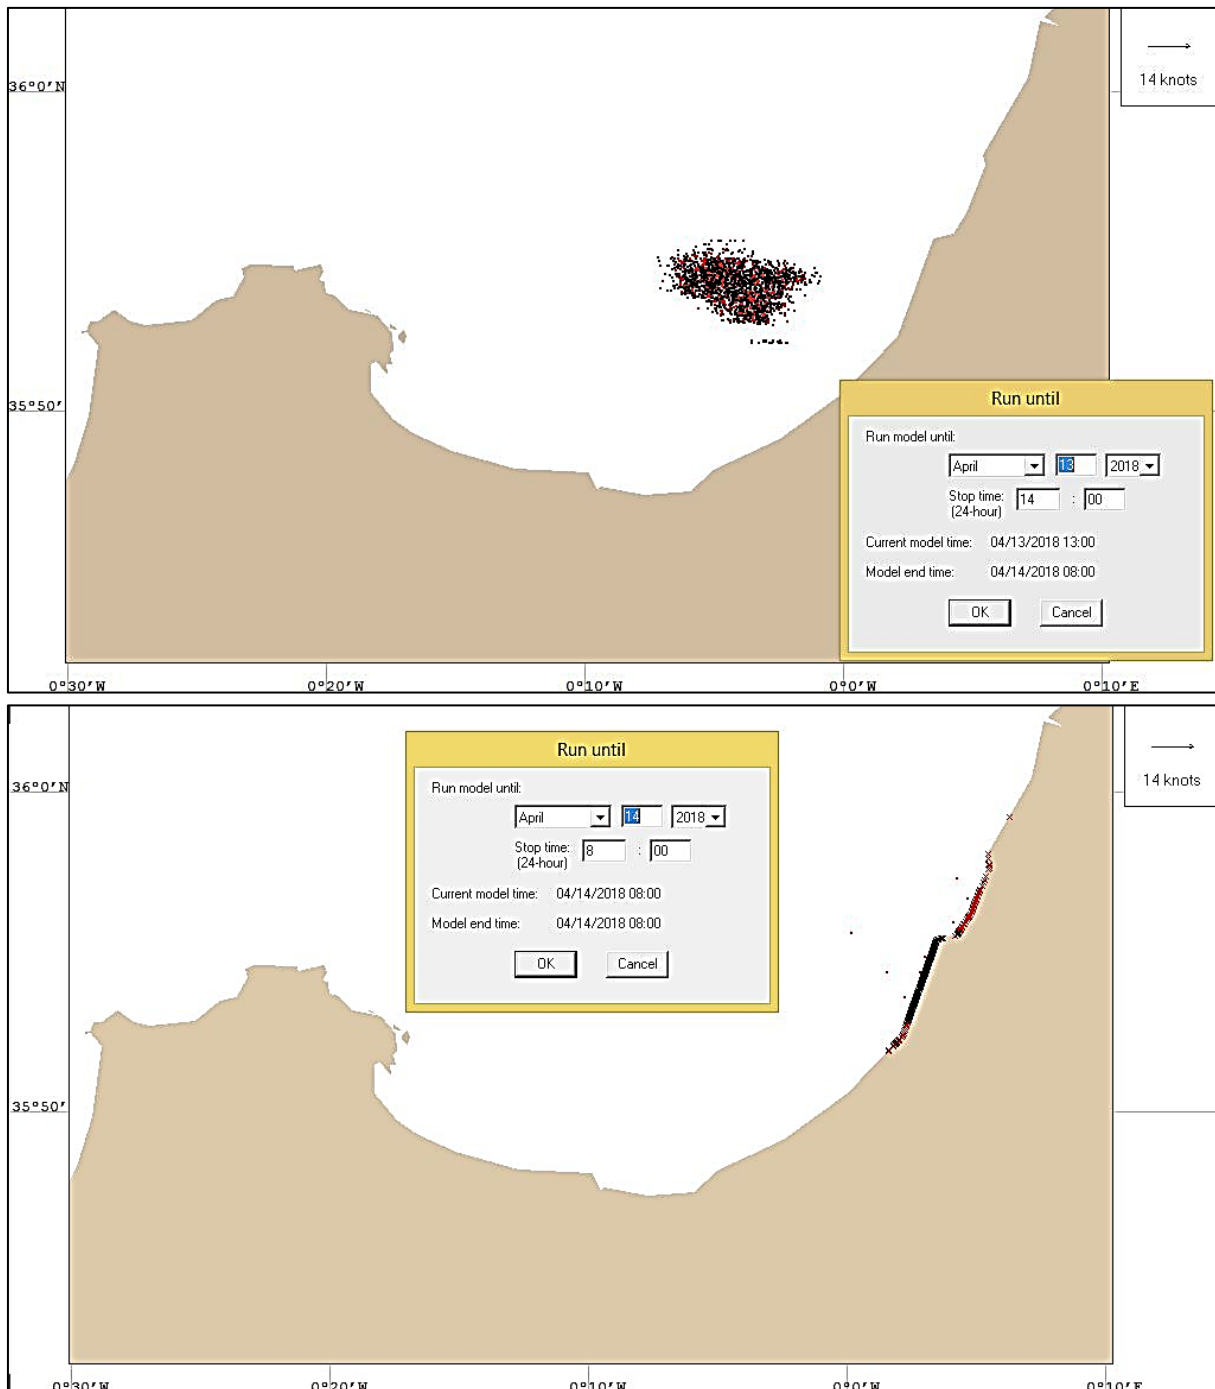 14 knots
36°0'N
35°50'
Run until
Run model until:
April 13 2018
Stop time: 14 : 00
(24-hour)
Current model time: 04/13/2018 13:00
Model end time: 04/14/2018 08:00
OK Cancel
0°30'W 0°20'W 0°10'W 0°0'W 0°10'E
Run until
14 knots
Run model until:
36°0'N
April 14 2018
Stop time: 8 : 00
(24-hour)
Current model time: 04/14/2018 08:00
Model end time: 04/14/2018 08:00
OK Cancel
35°50'
0°30'W 0°20'W 0°10'W 0°0'W 0°10'E